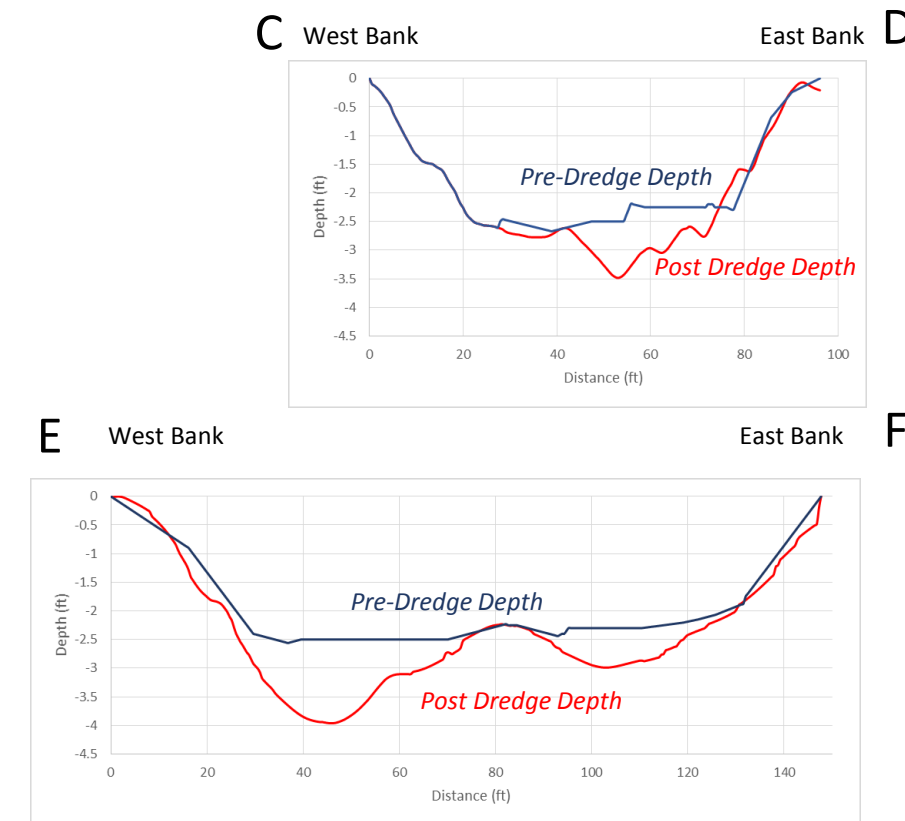 C West Bank East Bank D
0
-0.5
-1
-1.5
-2
-2.5
-3
-3.5
-4
-4.5
Depth (ft)
Pre-Dredge Depth
Post Dredge Depth
0 20 40 60 80 100
Distance (ft)
E West Bank East Bank F
0
-0.5
-1
-1.5
-2
-2.5
-3
-3.5
-4
-4.5
Depth (ft)
Pre-Dredge Depth
Post Dredge Depth
0 20 40 60 80 100 120 140
Distance (ft)